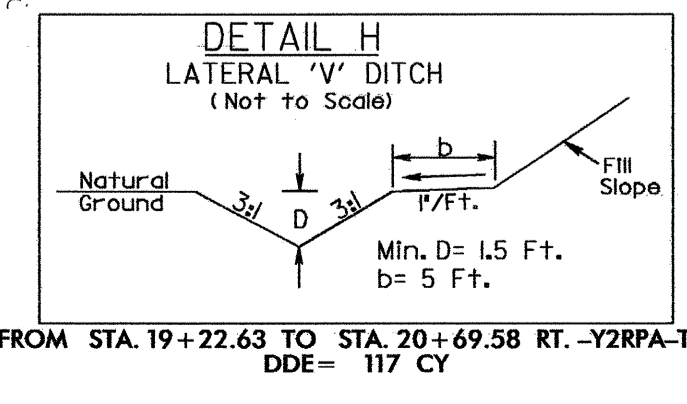 DETAIL H
LATERAL 'V' DITCH
(Not to Scale)
b
Natural
Ground
3:1
D
3:1
1"/Ft.
Fill
Slope
Min. D= 1.5 Ft.
b= 5 Ft.
FROM STA. 19+22.63 TO STA. 20+69.58 RT. -Y2RPA-T
DDE= 117 CY